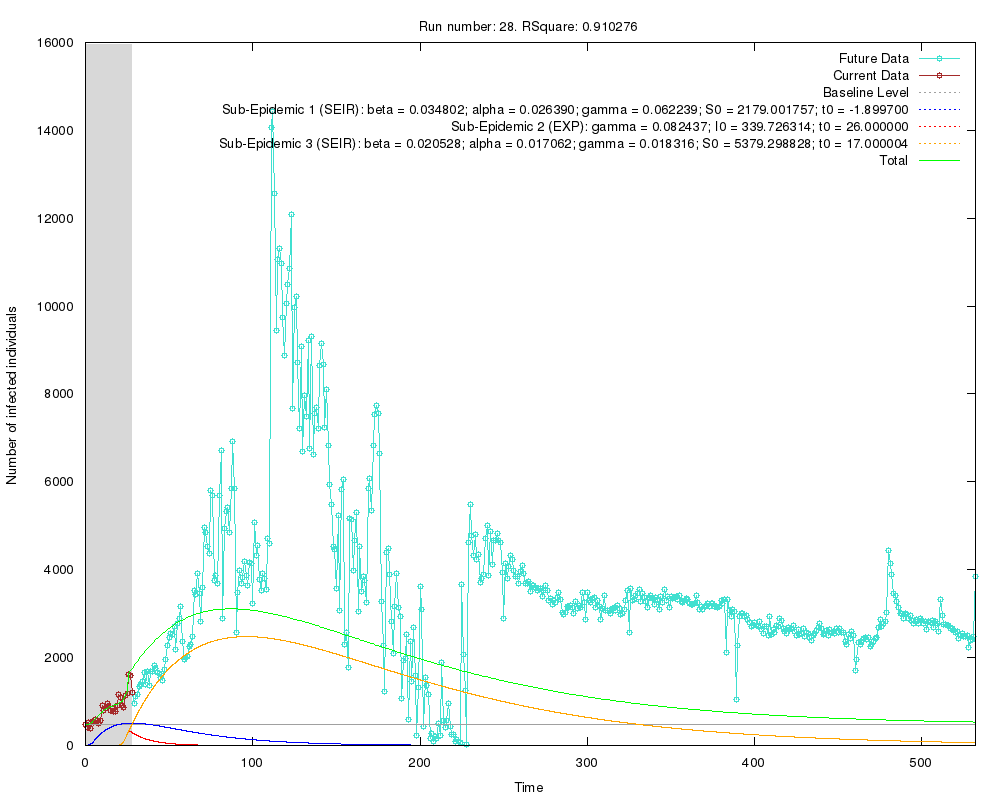 Run number: 28. RSquare: 0.910276
16000
14000
12000
10000
8000
6000
4000
2000
0
Number of infected individuals
Future Data
Current Data
Baseline Level
Sub-Epidemic 1 (SEIR): beta = 0.034802; alpha = 0.026390; gamma = 0.062239; S0 = 2179.001757; t0 = -1.899700
Sub-Epidemic 2 (EXP): gamma = 0.082437; I0 = 339.726314; t0 = 26.000000
Sub-Epidemic 3 (SEIR): beta = 0.020528; alpha = 0.017062; gamma = 0.018316; S0 = 5379.298828; t0 = 17.000004
Total
0 100 200 300 400 500
Time